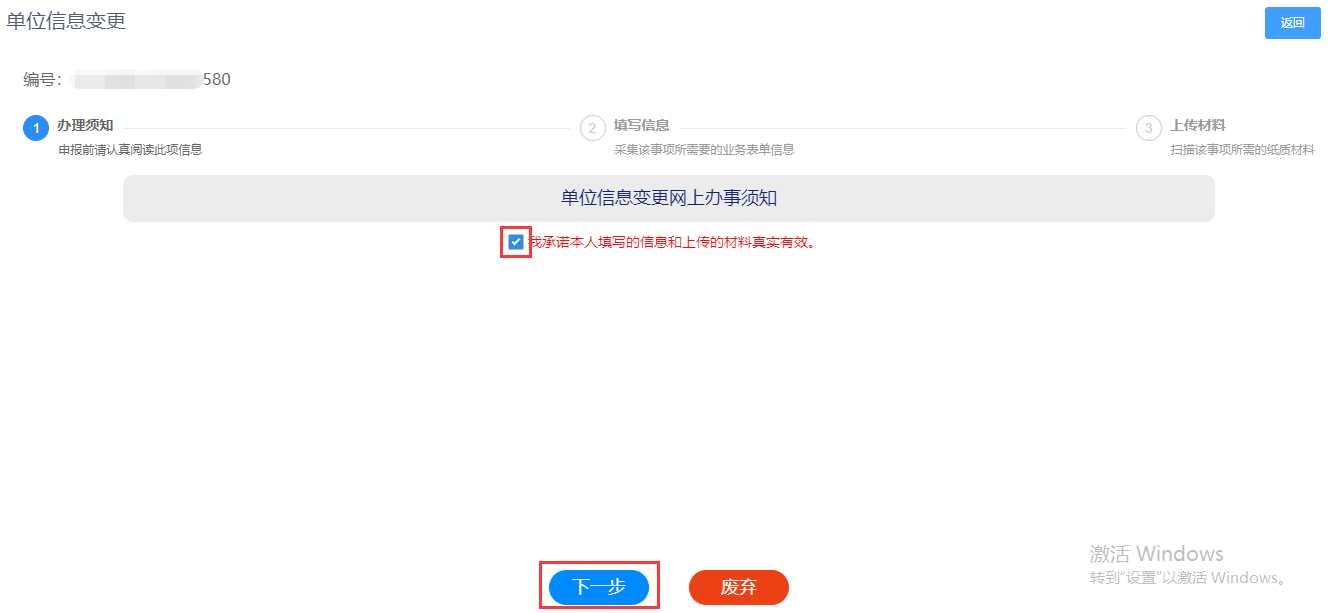 单位信息变更
返回
编号: 580
1 办理须知
申报前请认真阅读此项信息
2 填写信息
采集该事项所需要的业务表单信息
3 上传材料
扫描该事项所需的纸质材料
单位信息变更网上办事须知
我承诺本人填写的信息和上传的材料真实有效。
下一步
废弃
激活 Windows
转到"设置"以激活 Windows。